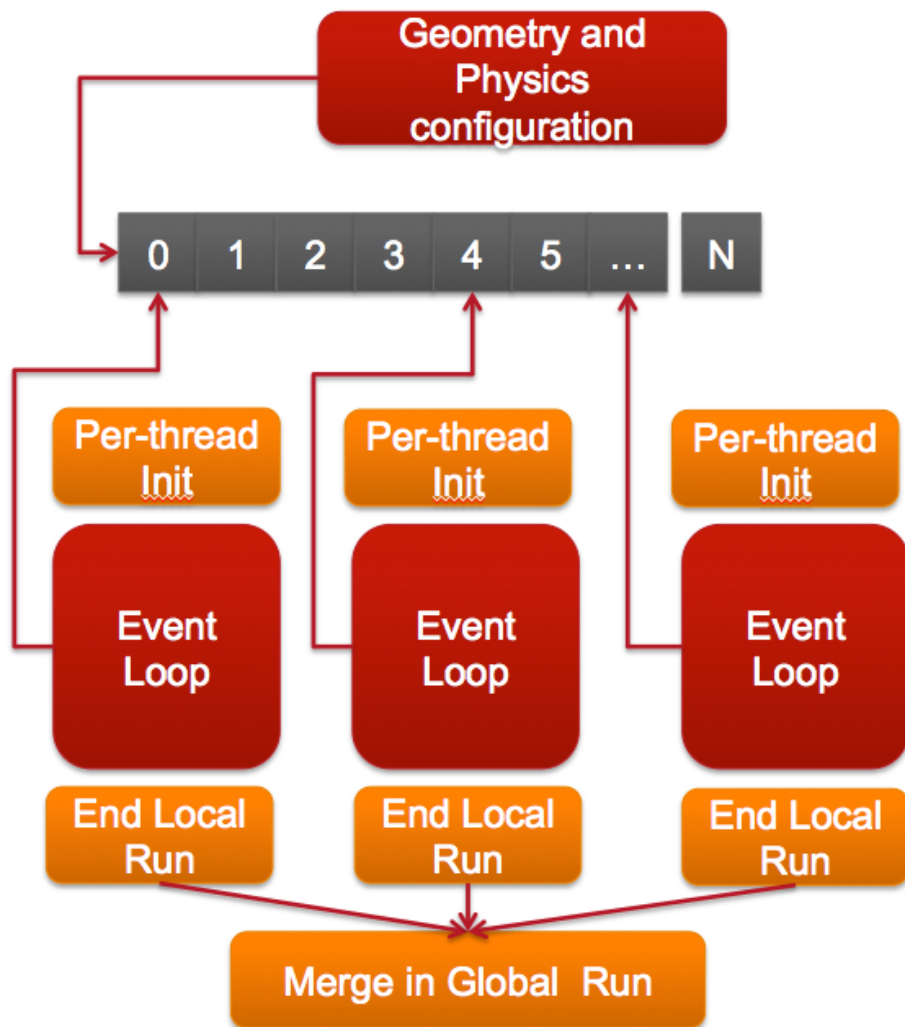 Geometry and
Physics
configuration
0 1 2 3 4 5 ... N
Per-thread
Init
Per-thread
Init
Per-thread
Init
Event
Loop
Event
Loop
Event
Loop
End Local
Run
End Local
Run
End Local
Run
Merge in Global Run